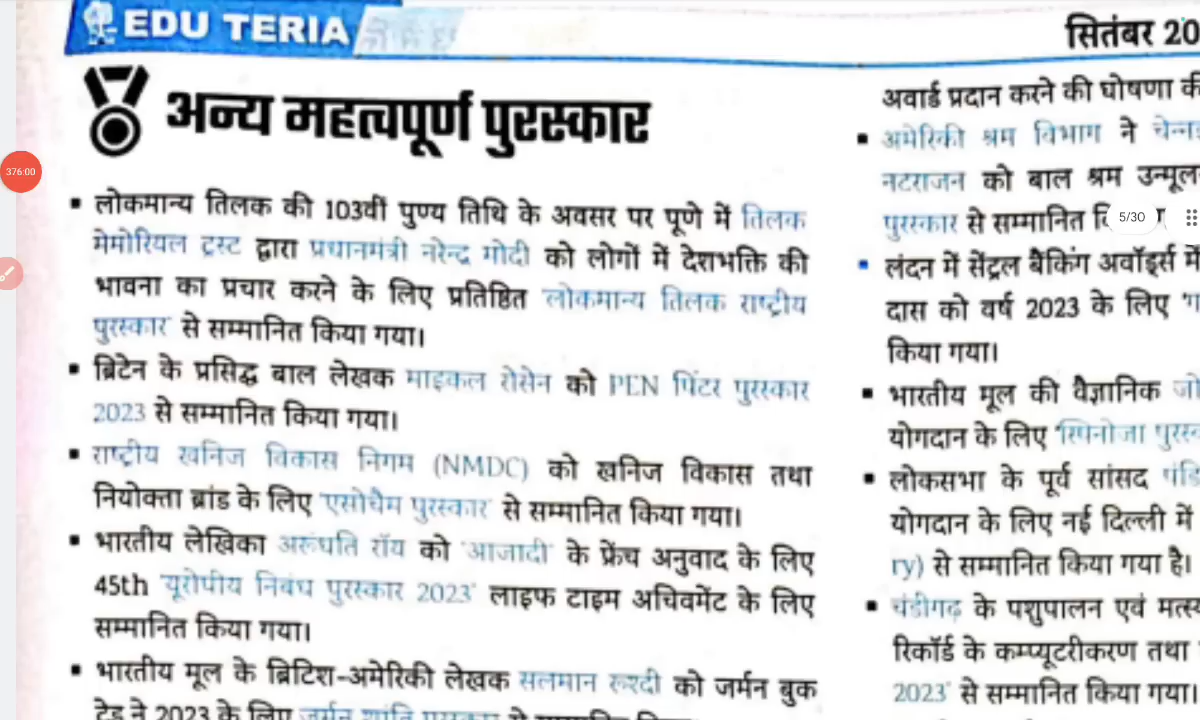 EDU TERIA
सितंबर 20
अन्य महत्वपूर्ण पुरस्कार
376:00
5/30
▪ लोकमान्य तिलक की 103वीं पुण्य तिथि के अवसर पर पूणे में तिलक
मेमोरियल ट्रस्ट द्वारा प्रधानमंत्री नरेन्द्र मोदी को लोगों में देशभक्ति की
भावना का प्रचार करने के लिए प्रतिष्ठित 'लोकमान्य तिलक राष्ट्रीय
पुरस्कार' से सम्मानित किया गया।
▪ ब्रिटेन के प्रसिद्ध बाल लेखक माइकल रोसेन को PEN पिंटर पुरस्कार
2023 से सम्मानित किया गया।
▪ राष्ट्रीय खनिज विकास निगम (NMDC) को खनिज विकास तथा
नियोक्ता ब्रांड के लिए 'एसोचैम पुरस्कार' से सम्मानित किया गया।
▪ भारतीय लेखिका अरुंधति रॉय को 'आजादी' के फ्रेंच अनुवाद के लिए
45th 'यूरोपीय निबंध पुरस्कार 2023' लाइफ टाइम अचिवमेंट के लिए
सम्मानित किया गया।
▪ भारतीय मूल के ब्रिटिश-अमेरिकी लेखक सलमान रुश्दी को जर्मन बुक
ट्रेड ने 2023 के लिए जर्मन शांति पुरस्कार से सम्मानित किया
अवार्ड प्रदान करने की घोषणा की
▪ अमेरिकी श्रम विभाग ने
नटराजन को बाल श्रम
पुरस्कार से सम्मानित
▪ लंदन में सेंट्रल बैंकिंग अवॉर्ड्स में
दास को वर्ष 2023 के लिए
किया गया।
▪ भारतीय मूल की वैज्ञानिक
योगदान के लिए 'स्पिनोजा
▪ लोकसभा के पूर्व सांसद
योगदान के लिए नई दिल्ली में
ry) से सम्मानित किया गया है।
▪ चंडीगढ़ के पशुपालन एवं
रिकॉर्ड के कम्प्यूटरीकरण तथा
2023' से सम्मानित किया गया।